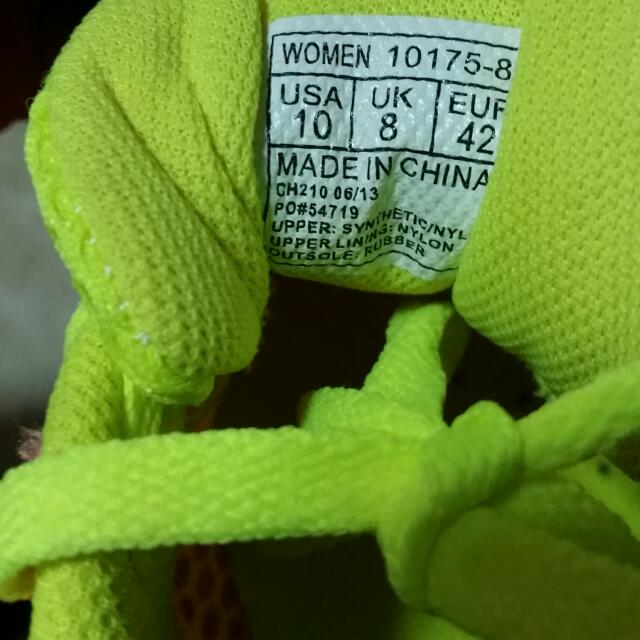 WOMEN 10175-8
USA UK EUR
10 8 42
MADE IN CHINA
CH210 06/13
PO#54719
UPPER: SYNTHETIC/NYL
UPPER LINING: NYLON
OUTSOLE: RUBBER